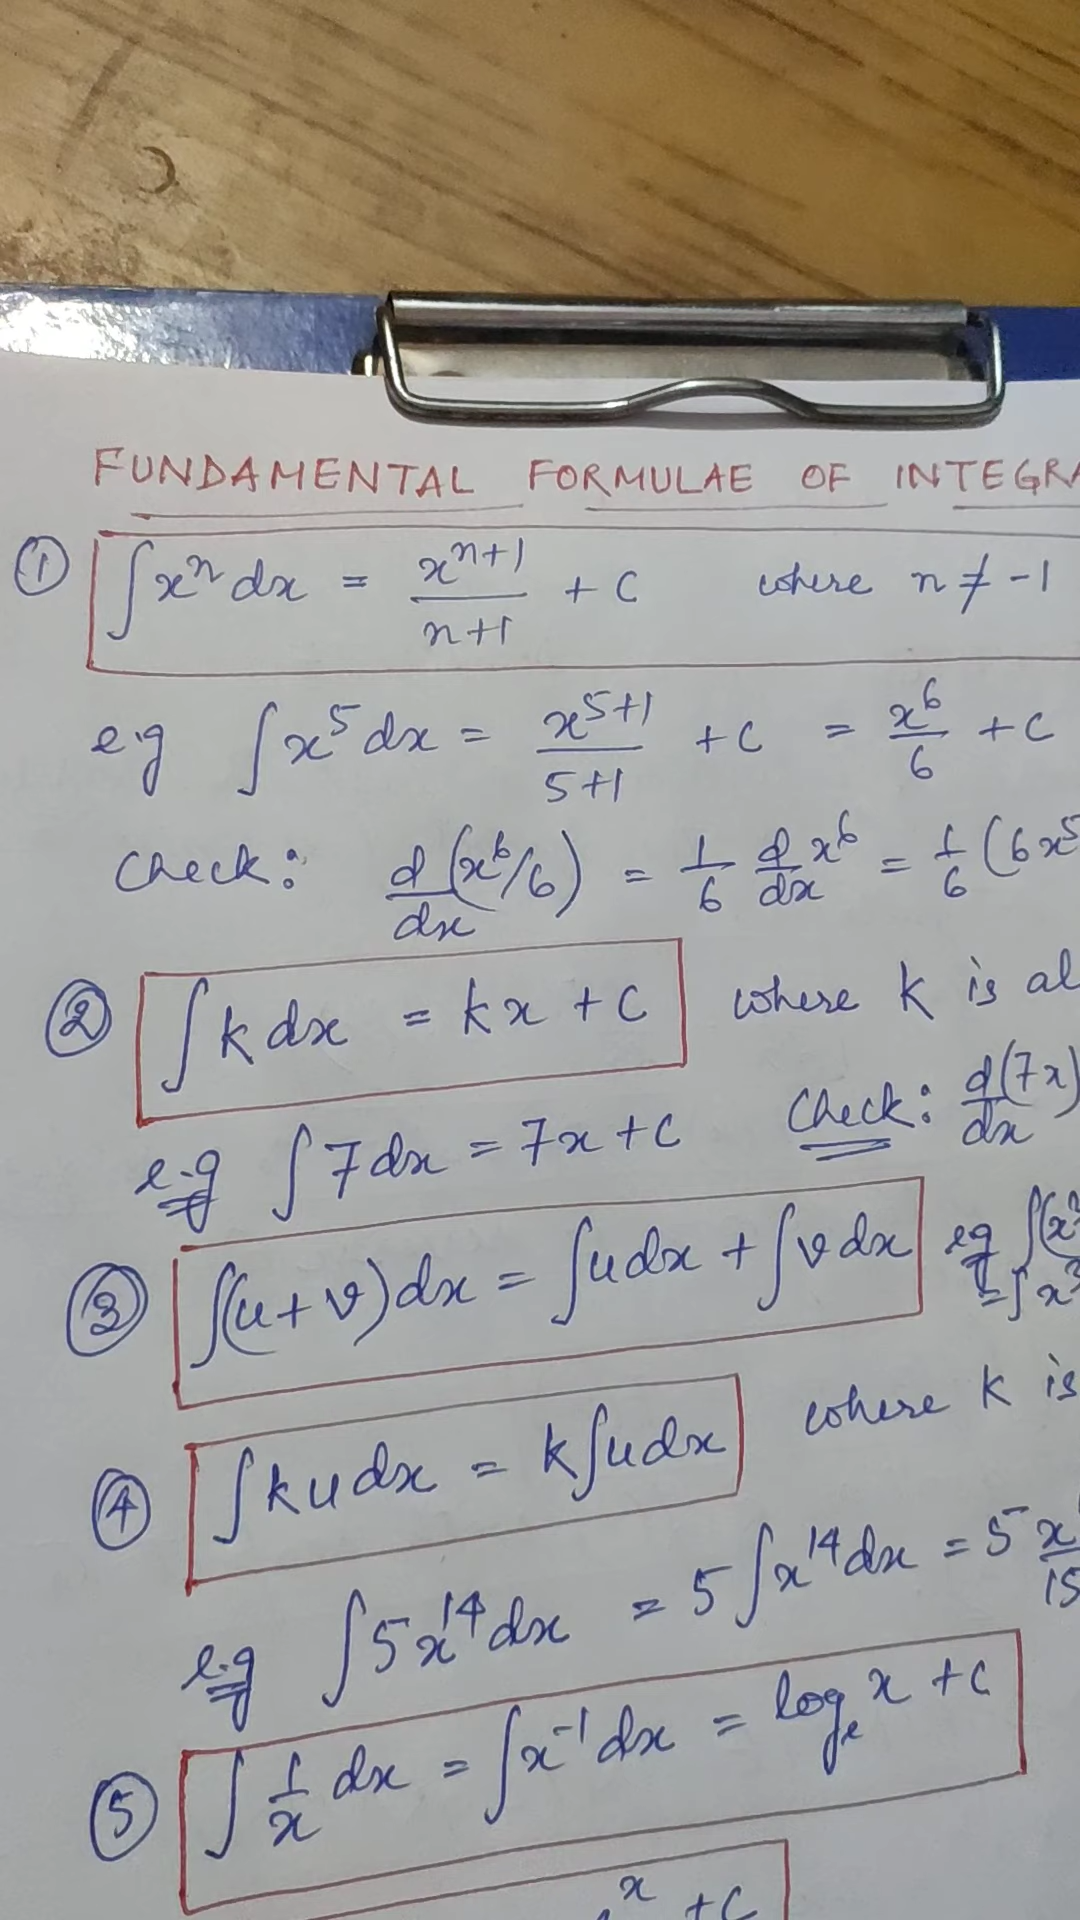 FUNDAMENTAL FORMULAE OF INTEGRA
① ∫xⁿ dx = xⁿ⁺¹/n+1 + C where n ≠ -1
e.g ∫x⁵ dx = x⁵⁺¹/5+1 + C = x⁶/6 + C
Check: d/dx (x⁶/6) = 1/6 d/dx x⁶ = 1/6 (6x⁵
② ∫k dx = kx + C where k is a
e.g ∫7 dx = 7x + C Check: d/dx (7x)
③ ∫(u+v) dx = ∫u dx + ∫v dx eg ∫(x
= ∫x
④ ∫ku dx = k∫u dx where k is
e.g ∫5x¹⁴ dx = 5∫x¹⁴ dx = 5 x/15
⑤ ∫1/x dx = ∫x⁻¹ dx = logₑ x + C
x + C